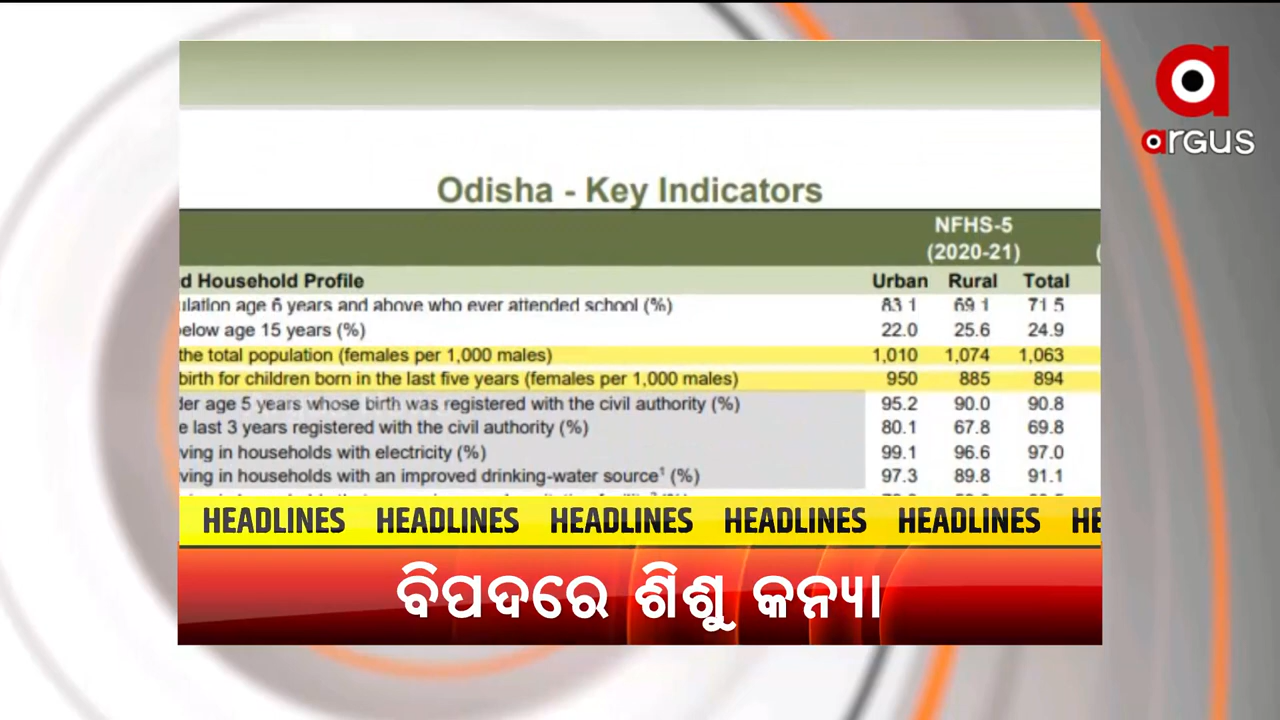 argus
Odisha - Key Indicators
NFHS-5
(2020-21)
d Household Profile Urban Rural Total
ulation age 6 years and above who ever attended school (%) 83.1 69.1 71.5
below age 15 years (%) 22.0 25.6 24.9
the total population (females per 1,000 males) 1,010 1,074 1,063
birth for children born in the last five years (females per 1,000 males) 950 885 894
der age 5 years whose birth was registered with the civil authority (%) 95.2 90.0 90.8
e last 3 years registered with the civil authority (%) 80.1 67.8 69.8
ving in households with electricity (%) 99.1 96.6 97.0
ving in households with an improved drinking-water source¹ (%) 97.3 89.8 91.1
HEADLINES HEADLINES HEADLINES HEADLINES HEADLINES HE
ବିପଦରେ ଶିଶୁ କନ୍ୟା